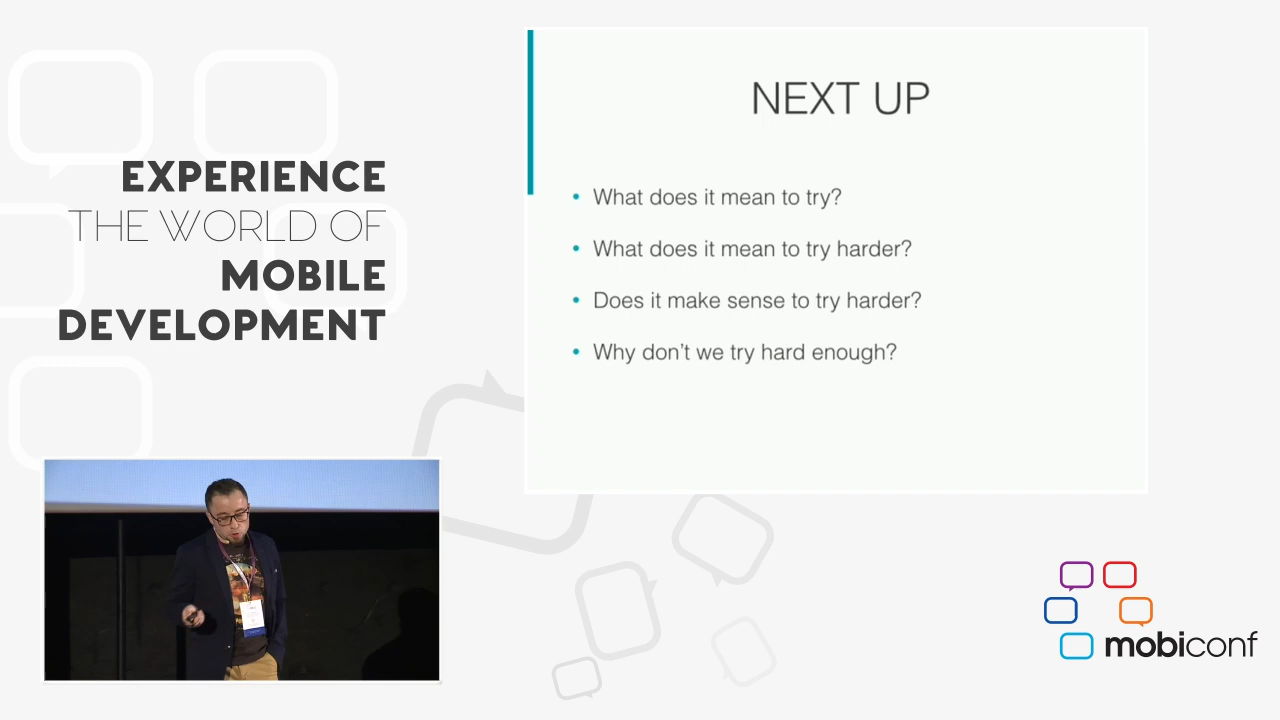 EXPERIENCE
THE WORLD OF
MOBILE
DEVELOPMENT
NEXT UP
• What does it mean to try?
• What does it mean to try harder?
• Does it make sense to try harder?
• Why don't we try hard enough?
mobiconf